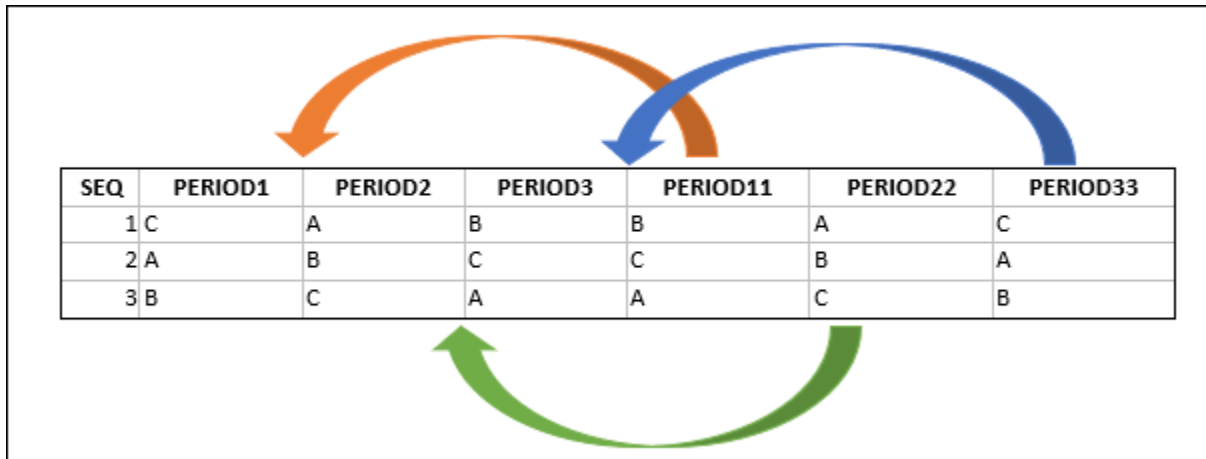 SEQ PERIOD1 PERIOD2 PERIOD3 PERIOD11 PERIOD22 PERIOD33
1 C A B B A C
2 A B C C B A
3 B C A A C B